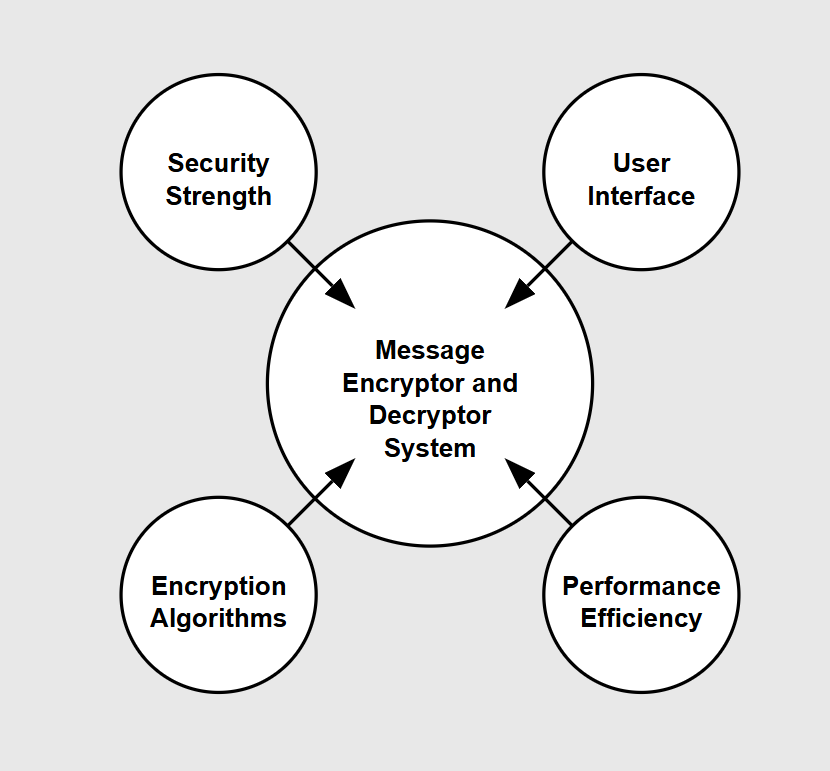 Security
Strength
User
Interface
Message
Encryptor and
Decryptor
System
Encryption
Algorithms
Performance
Efficiency